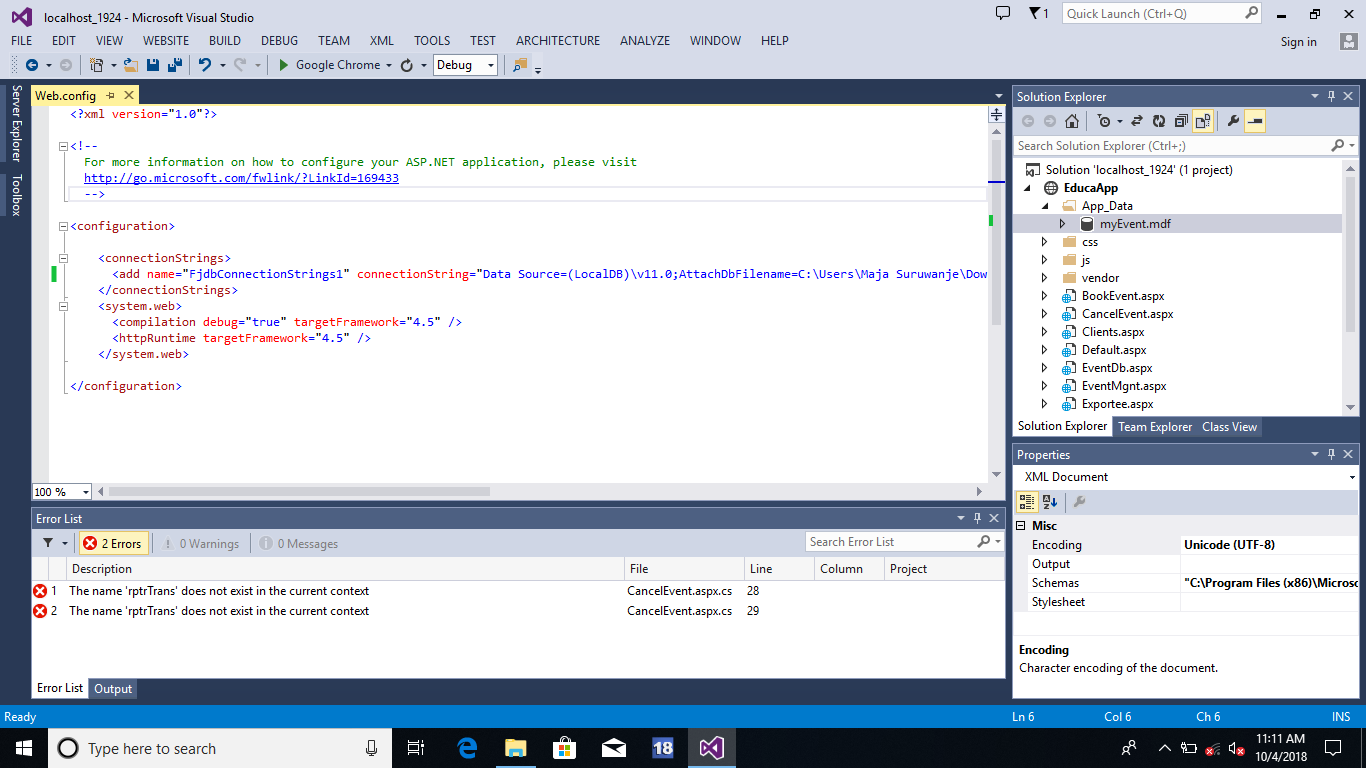 localhost_1924 - Microsoft Visual Studio
1
Quick Launch (Ctrl+Q)
FILE EDIT VIEW WEBSITE BUILD DEBUG TEAM XML TOOLS TEST ARCHITECTURE ANALYZE WINDOW HELP
Sign in
Google Chrome
Debug
Server Explorer
Toolbox
Web.config
<?xml version="1.0"?>
<!--
For more information on how to configure your ASP.NET application, please visit
http://go.microsoft.com/fwlink/?LinkId=169433
-->
<configuration>
<connectionStrings>
<add name="FjdbConnectionStrings1" connectionString="Data Source=(LocalDB)\v11.0;AttachDbFilename=C:\Users\Maja Suruwanje\Dow
</connectionStrings>
<system.web>
<compilation debug="true" targetFramework="4.5" />
<httpRuntime targetFramework="4.5" />
</system.web>
</configuration>
100 %
Error List
2 Errors
0 Warnings
0 Messages
Search Error List
Description File Line Column Project
1 The name 'rptrTrans' does not exist in the current context CancelEvent.aspx.cs 28
2 The name 'rptrTrans' does not exist in the current context CancelEvent.aspx.cs 29
Error List Output
Solution Explorer
Search Solution Explorer (Ctrl+;)
Solution 'localhost_1924' (1 project)
EducaApp
App_Data
myEvent.mdf
css
js
vendor
BookEvent.aspx
CancelEvent.aspx
Clients.aspx
Default.aspx
EventDb.aspx
EventMgnt.aspx
Exportee.aspx
Solution Explorer Team Explorer Class View
Properties
XML Document
Misc
Encoding Unicode (UTF-8)
Output
Schemas "C:\Program Files (x86)\Microso
Stylesheet
Encoding
Character encoding of the document.
Ready
Ln 6 Col 6 Ch 6 INS
Type here to search
18
11:11 AM
10/4/2018